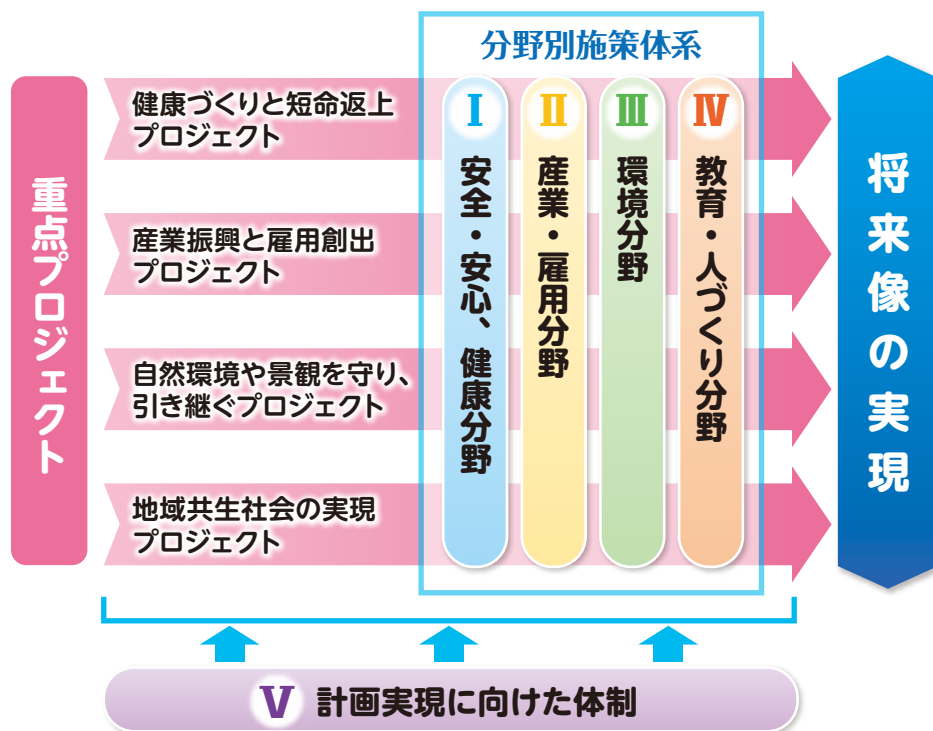 分野別施策体系
重点プロジェクト
健康づくりと短命返上
プロジェクト
産業振興と雇用創出
プロジェクト
自然環境や景観を守り、
引き継ぐプロジェクト
地域共生社会の実現
プロジェクト
Ⅰ
安全・安心、健康分野
Ⅱ
産業・雇用分野
Ⅲ
環境分野
Ⅳ
教育・人づくり分野
将来像の実現
Ⅴ 計画実現に向けた体制